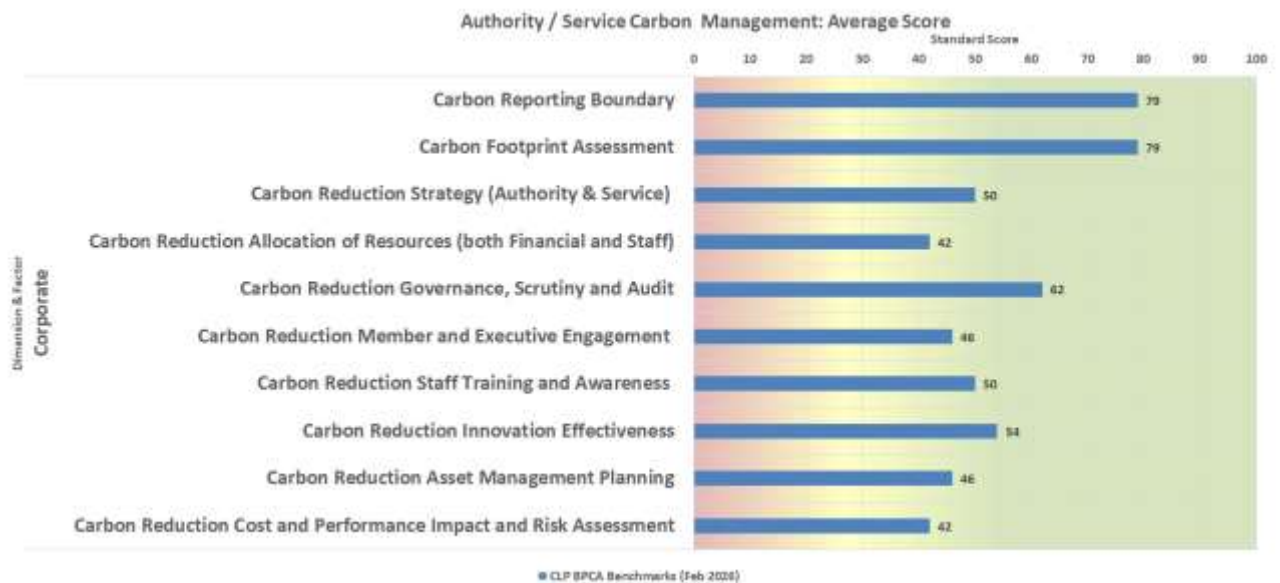 Authority / Service Carbon Management: Average Score
Standard Score
0 10 20 30 40 50 60 70 80 90 100
Dimension & Factor
Corporate
Carbon Reporting Boundary 79
Carbon Footprint Assessment 79
Carbon Reduction Strategy (Authority & Service) 50
Carbon Reduction Allocation of Resources (both Financial and Staff) 42
Carbon Reduction Governance, Scrutiny and Audit 62
Carbon Reduction Member and Executive Engagement 46
Carbon Reduction Staff Training and Awareness 50
Carbon Reduction Innovation Effectiveness 54
Carbon Reduction Asset Management Planning 46
Carbon Reduction Cost and Performance Impact and Risk Assessment 42
CLP BPCA Benchmarks (Feb